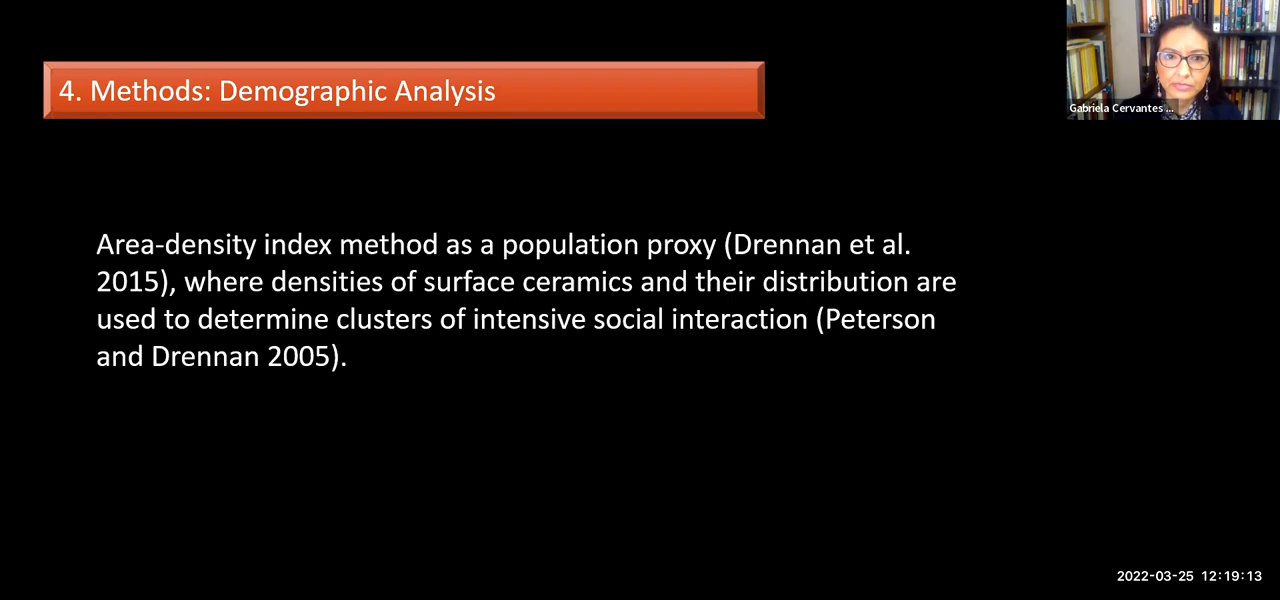 Gabriela Cervantes ...
4. Methods: Demographic Analysis
Area-density index method as a population proxy (Drennan et al.
2015), where densities of surface ceramics and their distribution are
used to determine clusters of intensive social interaction (Peterson
and Drennan 2005).
2022-03-25 12:19:13